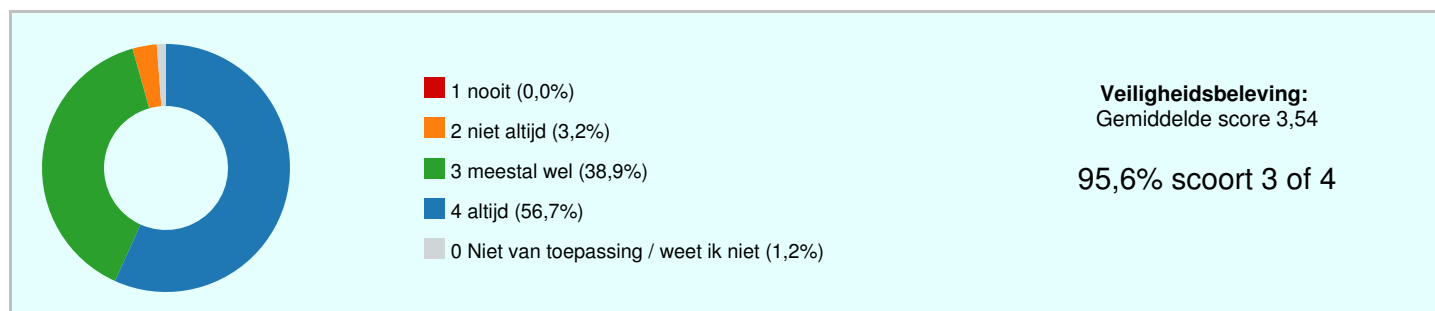 1 nooit (0,0%)
2 niet altijd (3,2%)
3 meestal wel (38,9%)
4 altijd (56,7%)
0 Niet van toepassing / weet ik niet (1,2%)
Veiligheidsbeleving:
Gemiddelde score 3,54
95,6% scoort 3 of 4